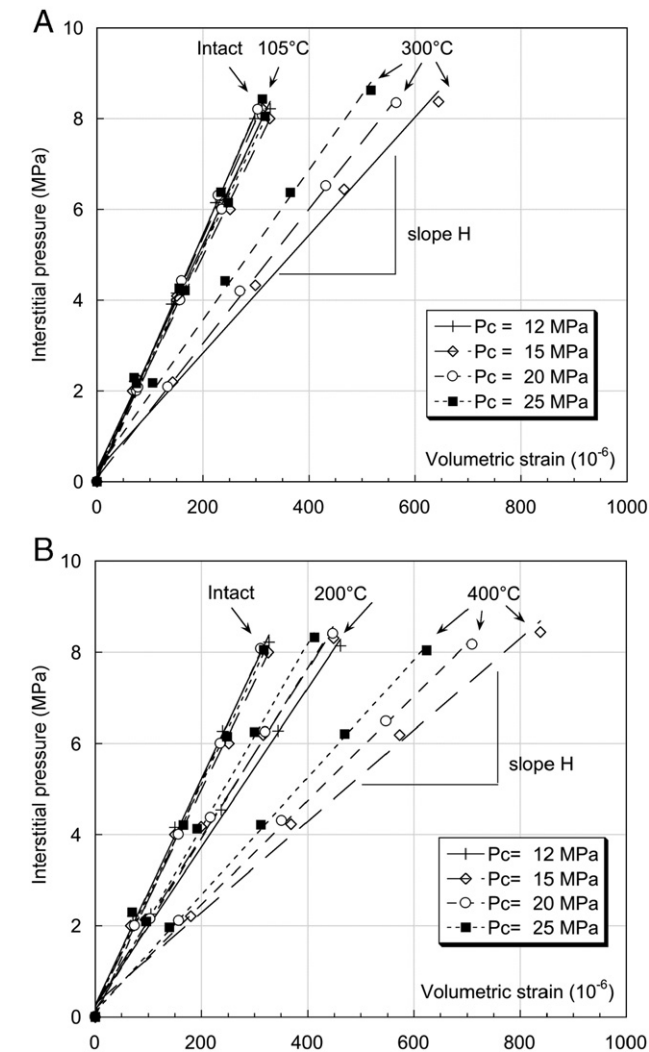 A
10
8
6
4
2
0
Interstitial pressure (MPa)
Intact 105°C 300°C
slope H
Pc = 12 MPa
Pc = 15 MPa
Pc = 20 MPa
Pc = 25 MPa
Volumetric strain (10⁻⁶)
0 200 400 600 800 1000
B
10
8
6
4
2
0
Interstitial pressure (MPa)
Intact 200°C 400°C
slope H
Pc= 12 MPa
Pc= 15 MPa
Pc= 20 MPa
Pc= 25 MPa
Volumetric strain (10⁻⁶)
0 200 400 600 800 1000